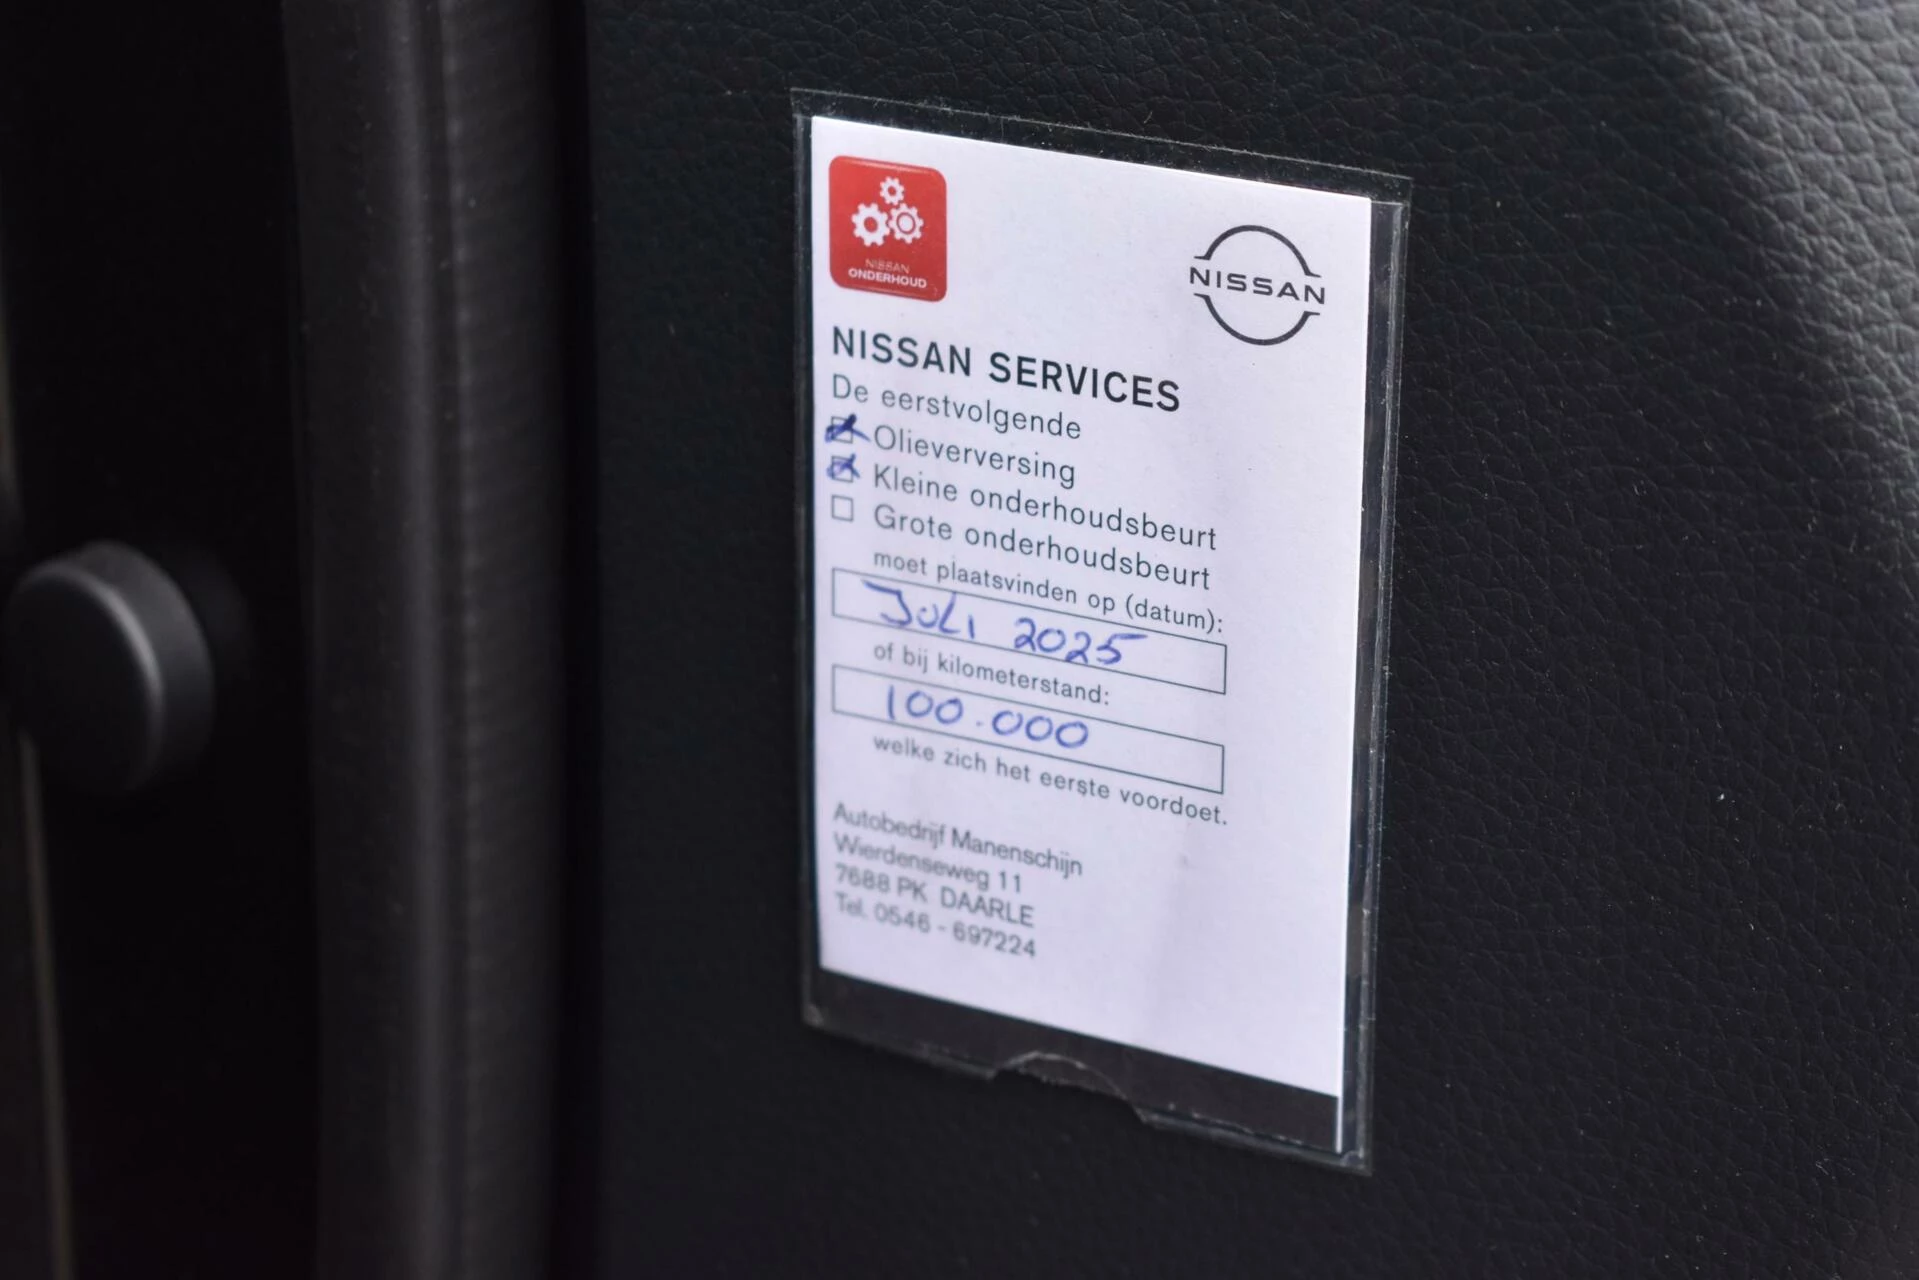 NISSAN
ONDERHOUD
NISSAN
NISSAN SERVICES
De eerstvolgende
Olieverversing
Kleine onderhoudsbeurt
Grote onderhoudsbeurt
moet plaatsvinden op (datum):
JULI 2025
of bij kilometerstand:
100.000
welke zich het eerste voordoet.
Autobedrijf Manenschijn
Wierdenseweg 11
7688 PK DAARLE
Tel. 0546 - 697224